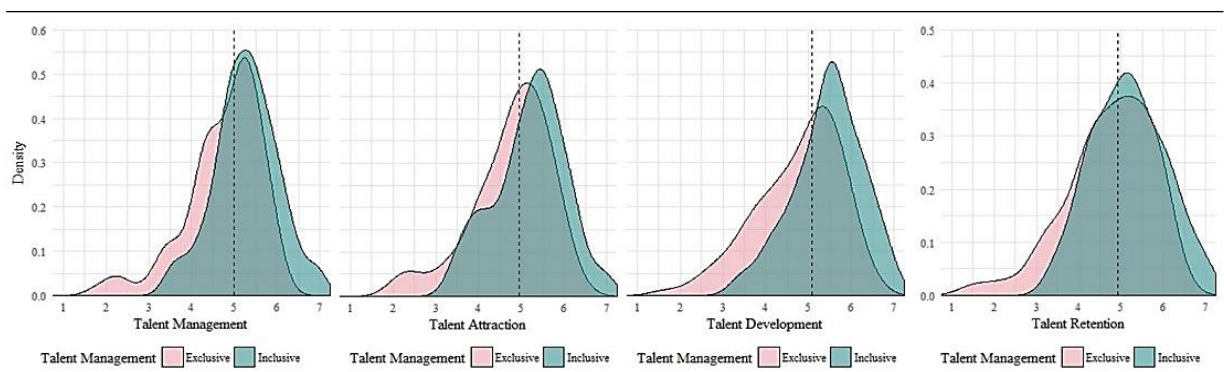 0.6
0.5
0.4
0.3
0.2
0.1
0.0
Density
1 2 3 4 5 6 7
Talent Management
Talent Management Exclusive Inclusive
1 2 3 4 5 6 7
Talent Attraction
Talent Management Exclusive Inclusive
1 2 3 4 5 6 7
Talent Development
Talent Management Exclusive Inclusive
0.5
0.4
0.3
0.2
0.1
0.0
1 2 3 4 5 6 7
Talent Retention
Talent Management Exclusive Inclusive